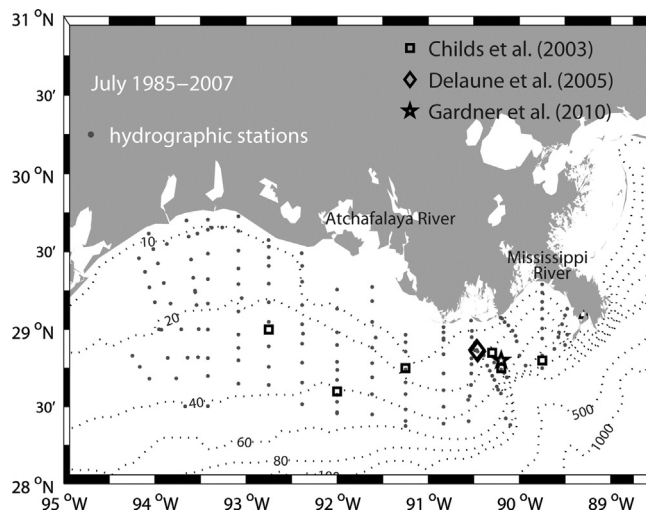 31 °N
Childs et al. (2003)
July 1985–2007
Delaune et al. (2005)
30'
Gardner et al. (2010)
hydrographic stations
30 °N
Atchafalaya River
30'
10
Mississippi
River
20
29 °N
30'
40
500
60
1000
80
28 °N
95 °W
94 °W
93 °W
92 °W
91 °W
90 °W
89 °W